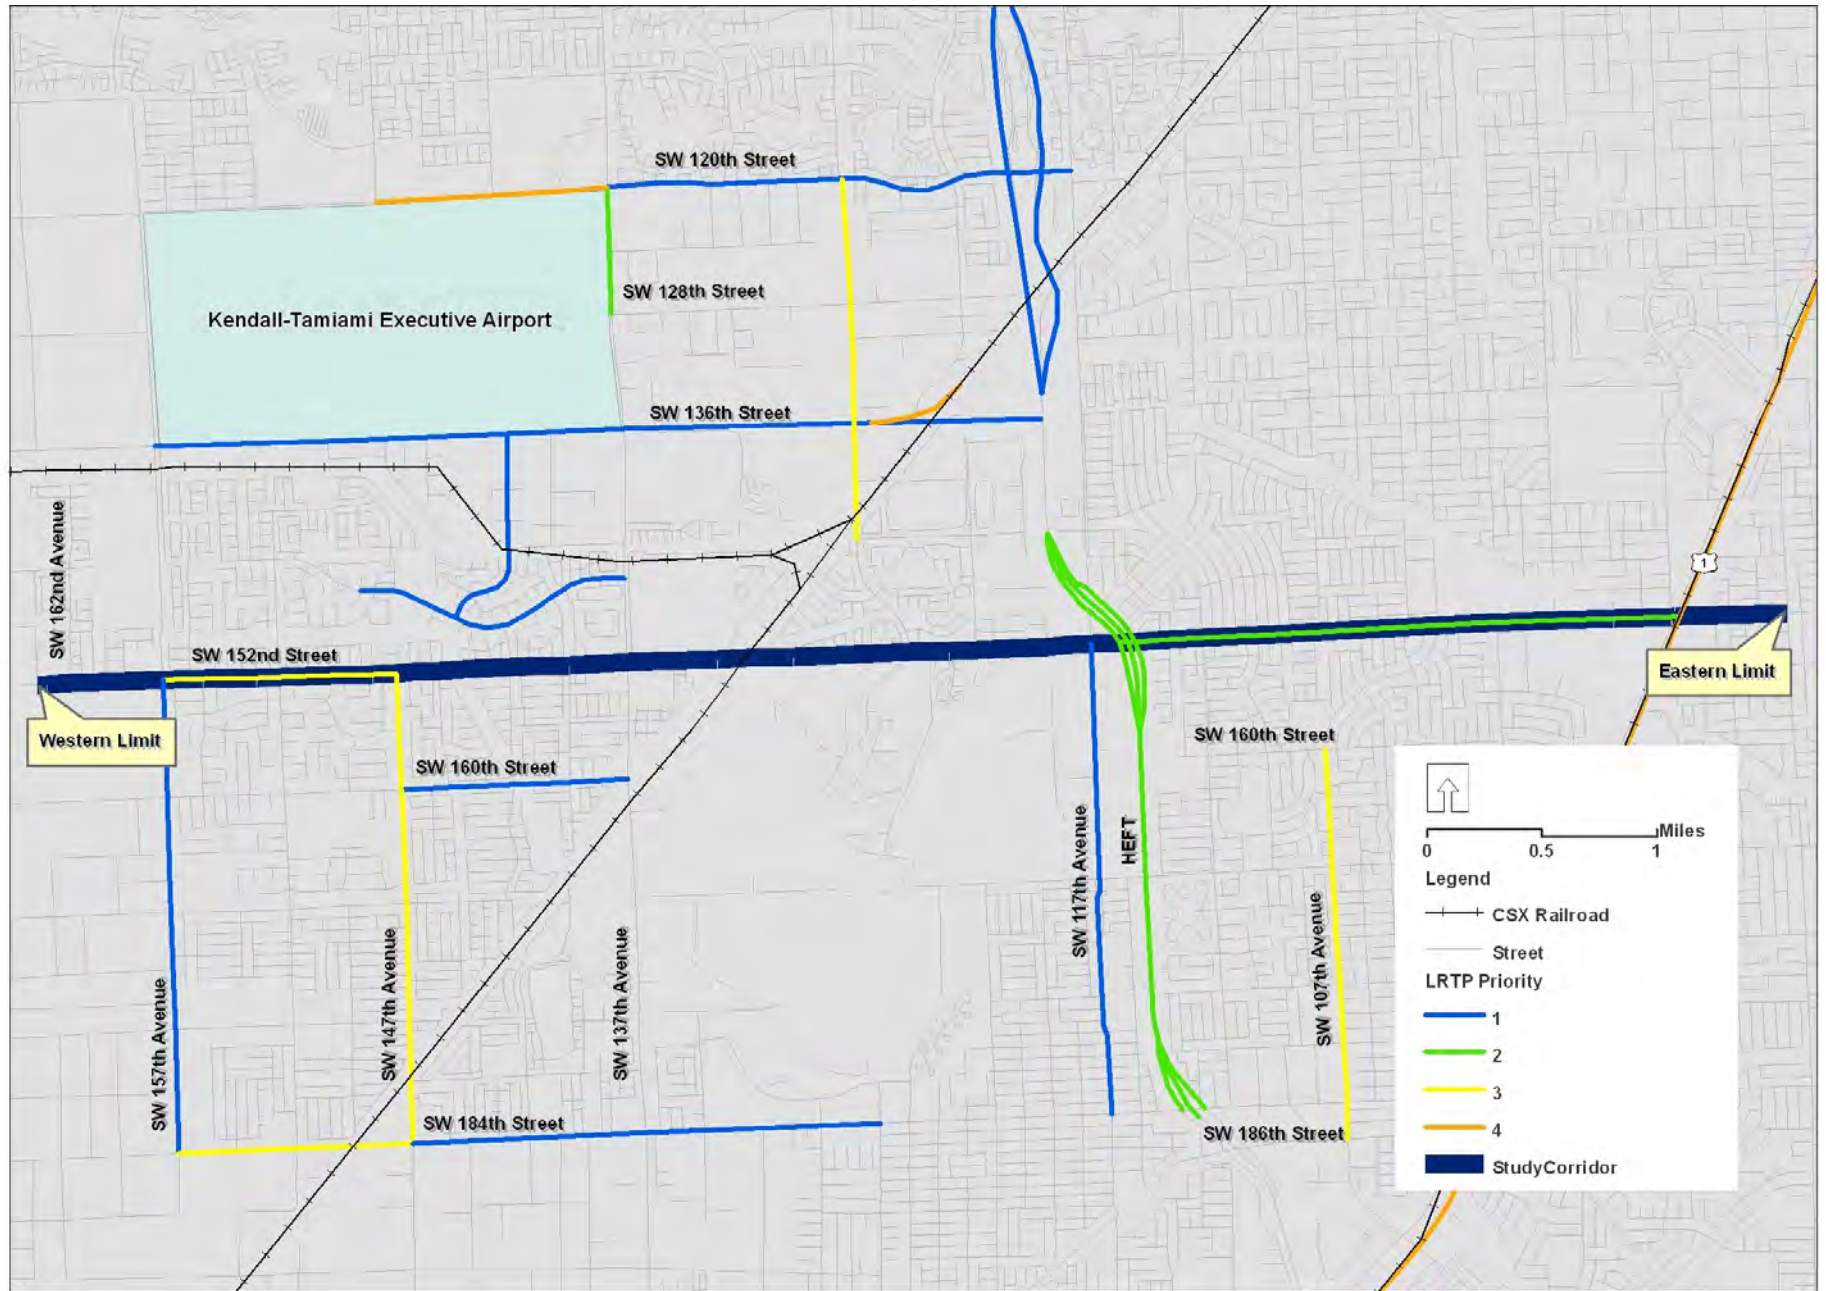 SW 120th Street
SW 128th Street
Kendall-Tamiami Executive Airport
SW 136th Street
SW 162nd Avenue
1
SW 152nd Street
Eastern Limit
Western Limit
SW 160th Street
SW 160th Street
SW 117th Avenue
HEFT
SW 107th Avenue
SW 157th Avenue
SW 147th Avenue
SW 137th Avenue
SW 184th Street
SW 186th Street
Miles
0 0.5 1
Legend
CSX Railroad
Street
LRTP Priority
1
2
3
4
StudyCorridor